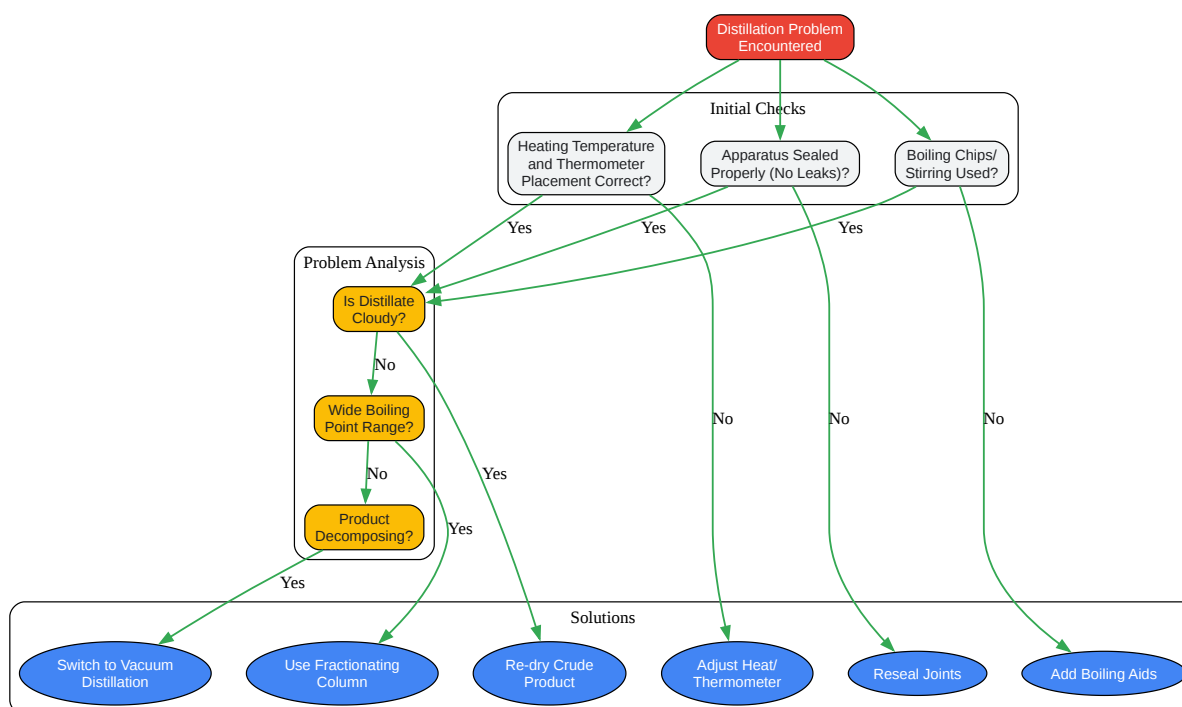 Distillation Problem
Encountered
Initial Checks
Heating Temperature
and Thermometer
Placement Correct?
Apparatus Sealed
Properly (No Leaks)?
Boiling Chips/
Stirring Used?
Yes
Yes
Yes
Problem Analysis
Is Distillate
Cloudy?
No
Wide Boiling
Point Range?
No
No
No
No
Yes
Product
Decomposing?
Yes
Yes
Solutions
Switch to Vacuum
Distillation
Use Fractionating
Column
Re-dry Crude
Product
Adjust Heat/
Thermometer
Reseal Joints
Add Boiling Aids